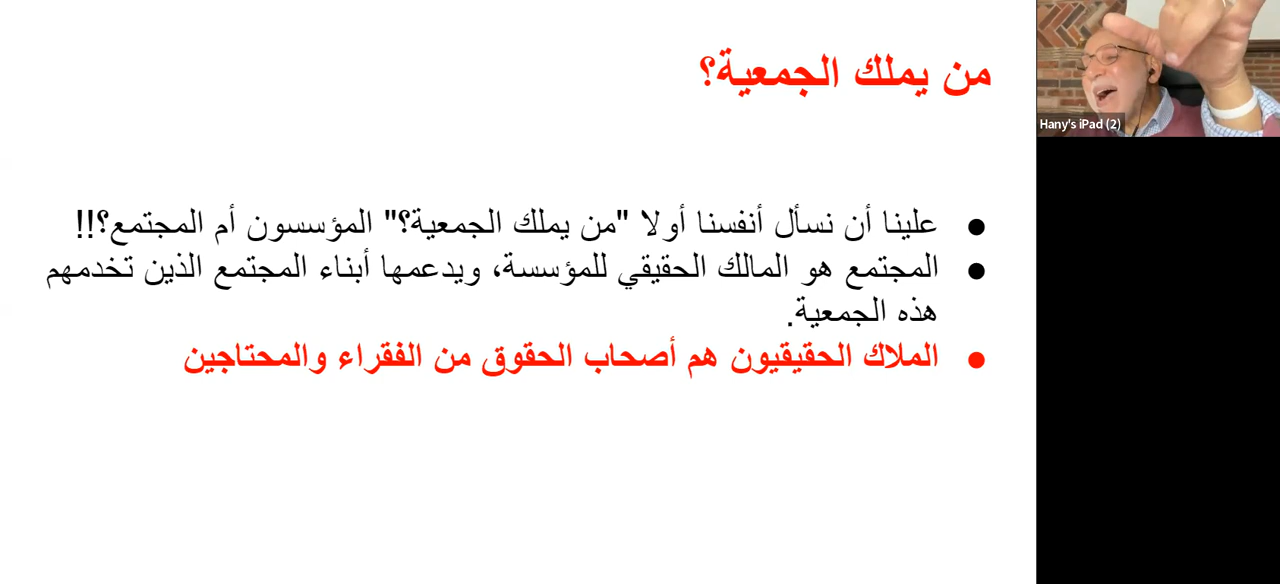 من يملك الجمعية؟
● علينا أن نسأل أنفسنا أولا "من يملك الجمعية؟" المؤسسون أم المجتمع؟!!
● المجتمع هو المالك الحقيقي للمؤسسة، ويدعمها أبناء المجتمع الذين تخدمهم
هذه الجمعية.
● الملاك الحقيقيون هم أصحاب الحقوق من الفقراء والمحتاجين
Hany's iPad (2)